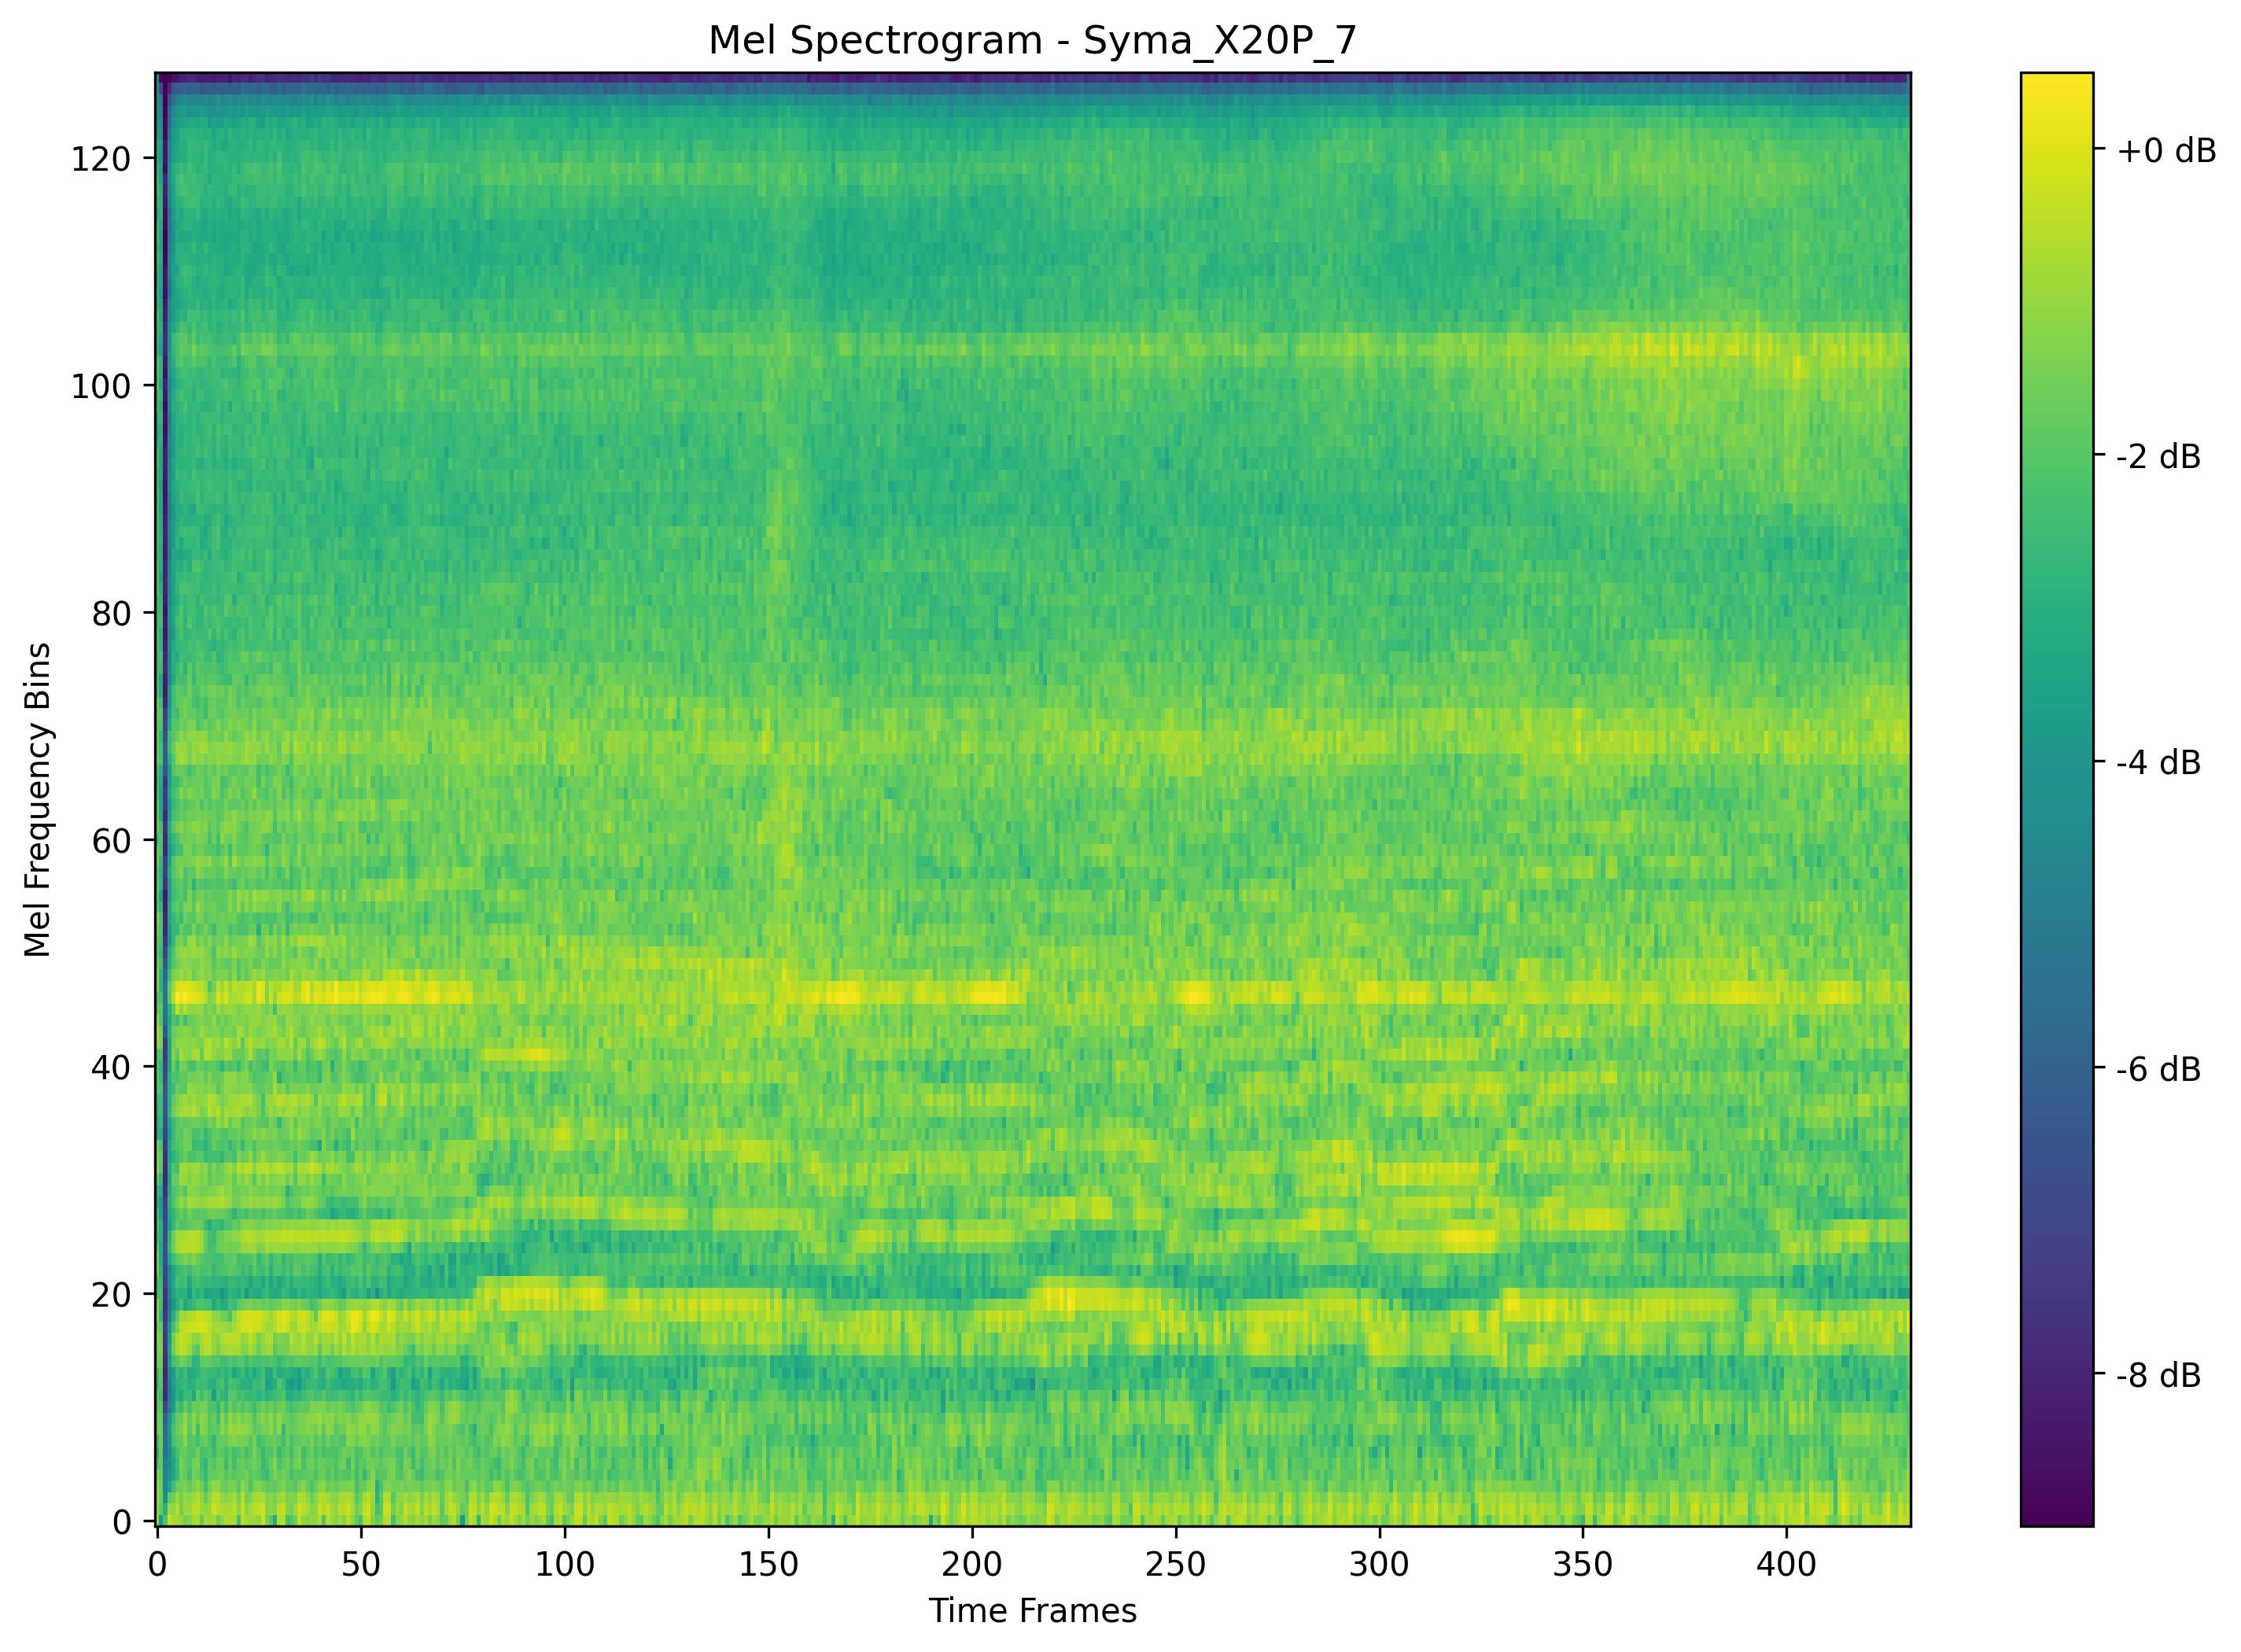 Mel Spectrogram - Syma_X20P_7
Mel Frequency Bins
120
100
80
60
40
20
0
0 50 100 150 200 250 300 350 400
Time Frames
+0 dB
-2 dB
-4 dB
-6 dB
-8 dB